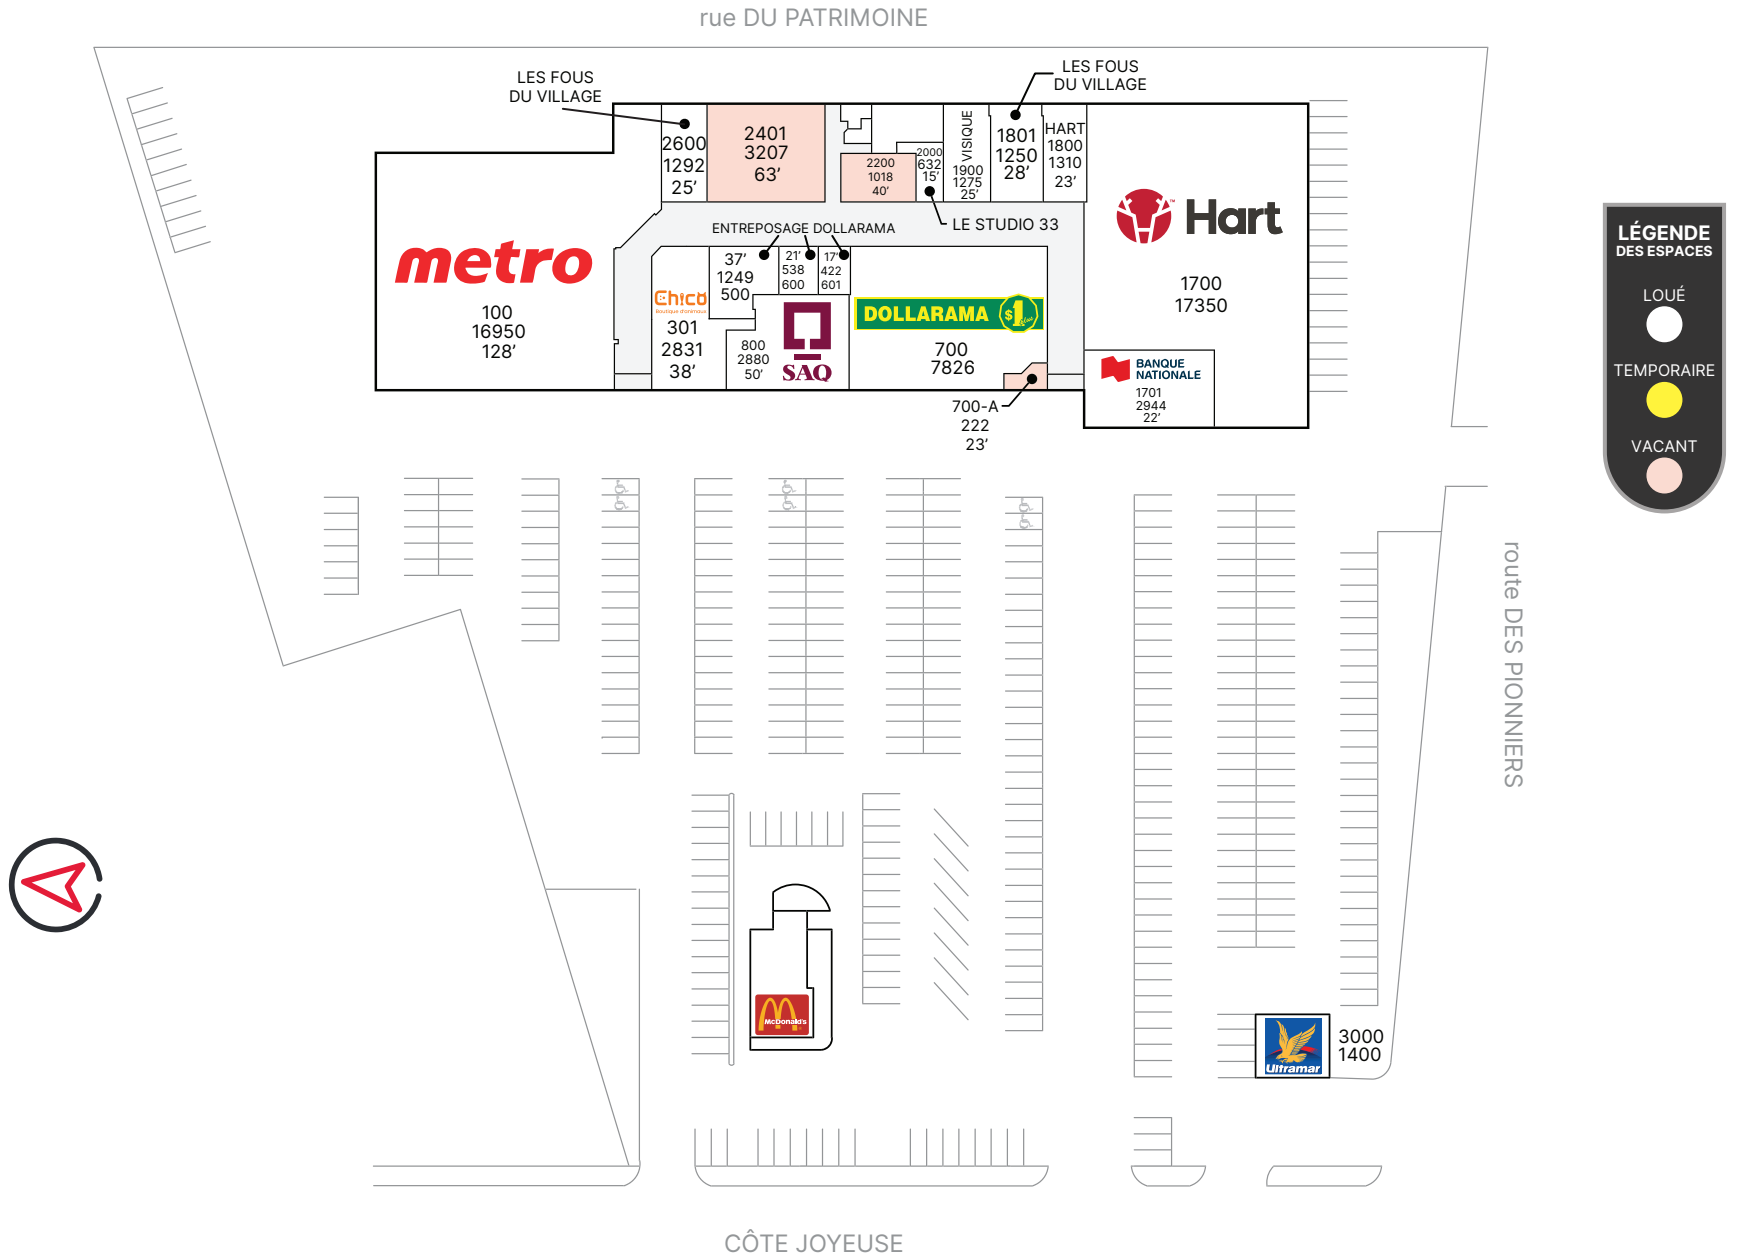 rue DU PATRIMOINE
LES FOUS
DU VILLAGE
LES FOUS
DU VILLAGE
2600
1292
25'
2401
3207
63'
2200
1018
40'
2000
632
15'
VISIQUE
1900
1275
25'
1801
1250
28'
HART
1800
1310
23'
LE STUDIO 33
ENTREPOSAGE DOLLARAMA
metro
100
16950
128'
Chico
Boutique d'animaux
301
2831
38'
37'
1249
500
21'
538
600
17'
422
601
800
2880
50'
SAQ
DOLLARAMA $1 plus
700
7826
700-A
222
23'
Hart
1700
17350
BANQUE
NATIONALE
1701
2944
22'
LÉGENDE
DES ESPACES
LOUÉ
TEMPORAIRE
VACANT
route DES PIONNIERS
McDonald's
Ultramar
3000
1400
CÔTE JOYEUSE